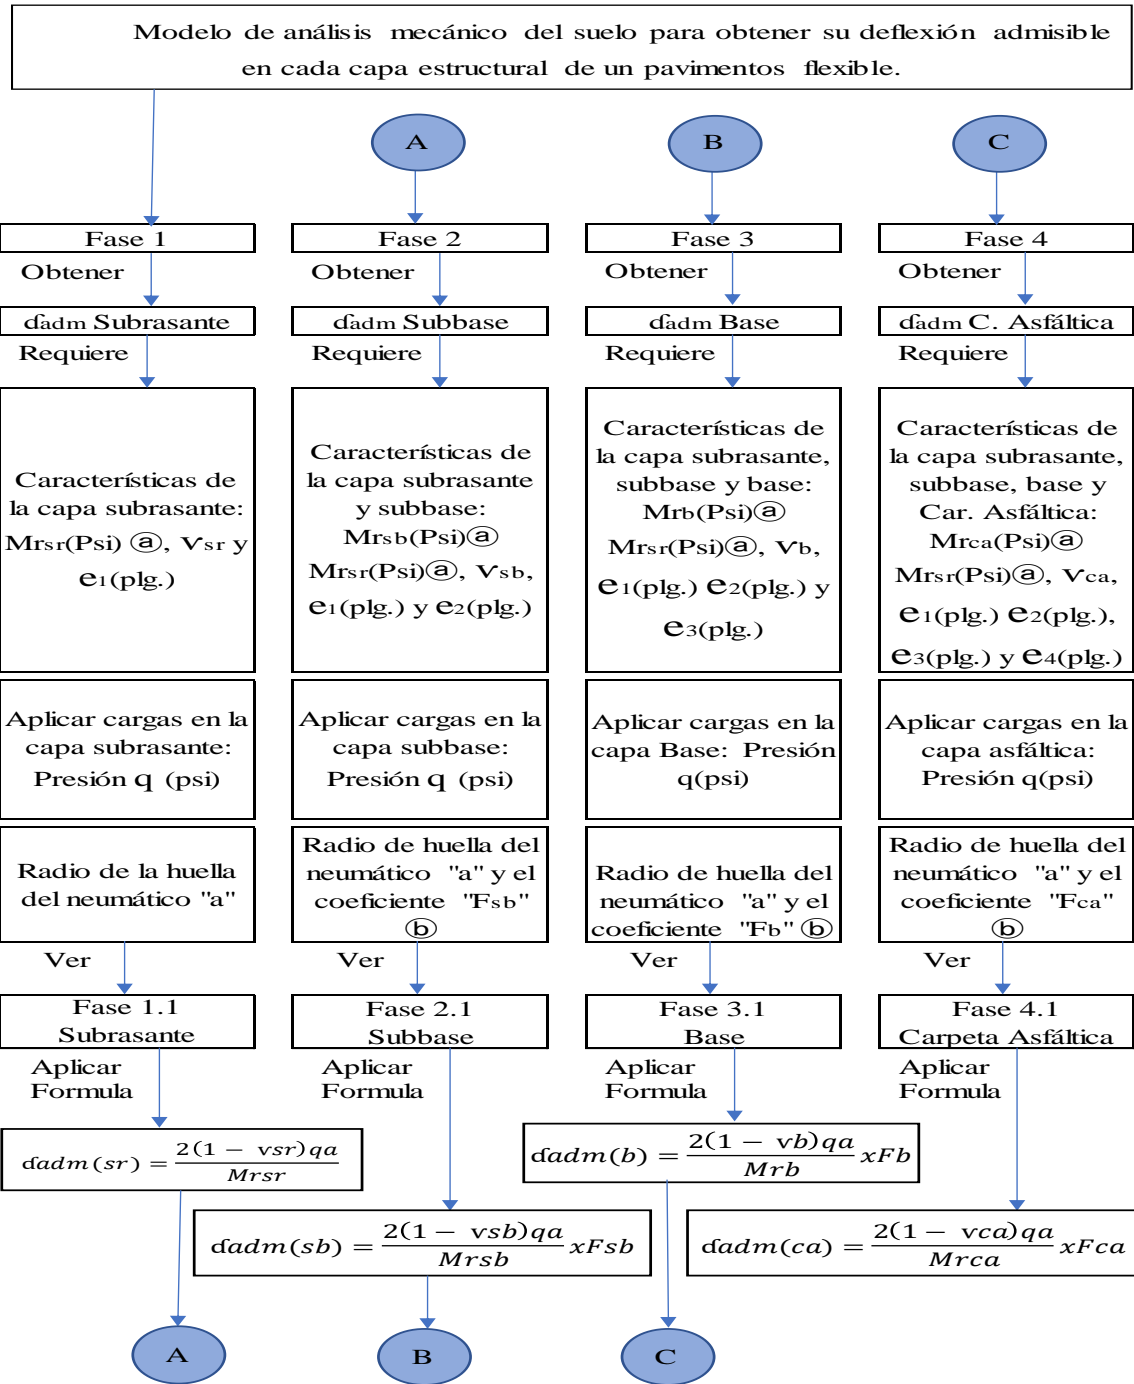 Modelo de análisis mecánico del suelo para obtener su deflexión admisible
en cada capa estructural de un pavimentos flexible.
A
B
C
Fase 1
Obtener
ɗadm Subrasante
Requiere
Características de
la capa subrasante:
Mrsr(Psi) ⓐ, Vsr y
e1(plg.)
Aplicar cargas en la
capa subrasante:
Presión q (psi)
Radio de la huella
del neumático "a"
Ver
Fase 1.1
Subrasante
Aplicar
Formula
ɗadm(sr) = 2(1 - vsr)qa / Mrsr
A
Fase 2
Obtener
ɗadm Subbase
Requiere
Características de
la capa subrasante
y subbase:
Mrsb(Psi)ⓐ
Mrsr(Psi)ⓐ, Vsb,
e1(plg.) y e2(plg.)
Aplicar cargas en la
capa subbase:
Presión q (psi)
Radio de huella del
neumático "a" y el
coeficiente "Fsb"
ⓑ
Ver
Fase 2.1
Subbase
Aplicar
Formula
ɗadm(sb) = 2(1 - vsb)qa / Mrsb xFsb
B
Fase 3
Obtener
ɗadm Base
Requiere
Características de
la capa subrasante,
subbase y base:
Mrb(Psi)ⓐ
Mrsr(Psi)ⓐ, Vb,
e1(plg.) e2(plg.) y
e3(plg.)
Aplicar cargas en la
capa Base: Presión
q(psi)
Radio de huella del
neumático "a" y el
coeficiente "Fb" ⓑ
Ver
Fase 3.1
Base
Aplicar
Formula
ɗadm(b) = 2(1 - vb)qa / Mrb xFb
C
Fase 4
Obtener
ɗadm C. Asfáltica
Requiere
Características de
la capa subrasante,
subbase, base y
Car. Asfáltica:
Mrca(Psi)ⓐ
Mrsr(Psi)ⓐ, Vca,
e1(plg.) e2(plg.),
e3(plg.) y e4(plg.)
Aplicar cargas en la
capa asfáltica:
Presión q(psi)
Radio de huella del
neumático "a" y el
coeficiente "Fca"
ⓑ
Ver
Fase 4.1
Carpeta Asfáltica
Aplicar
Formula
ɗadm(ca) = 2(1 - vca)qa / Mrca xFca